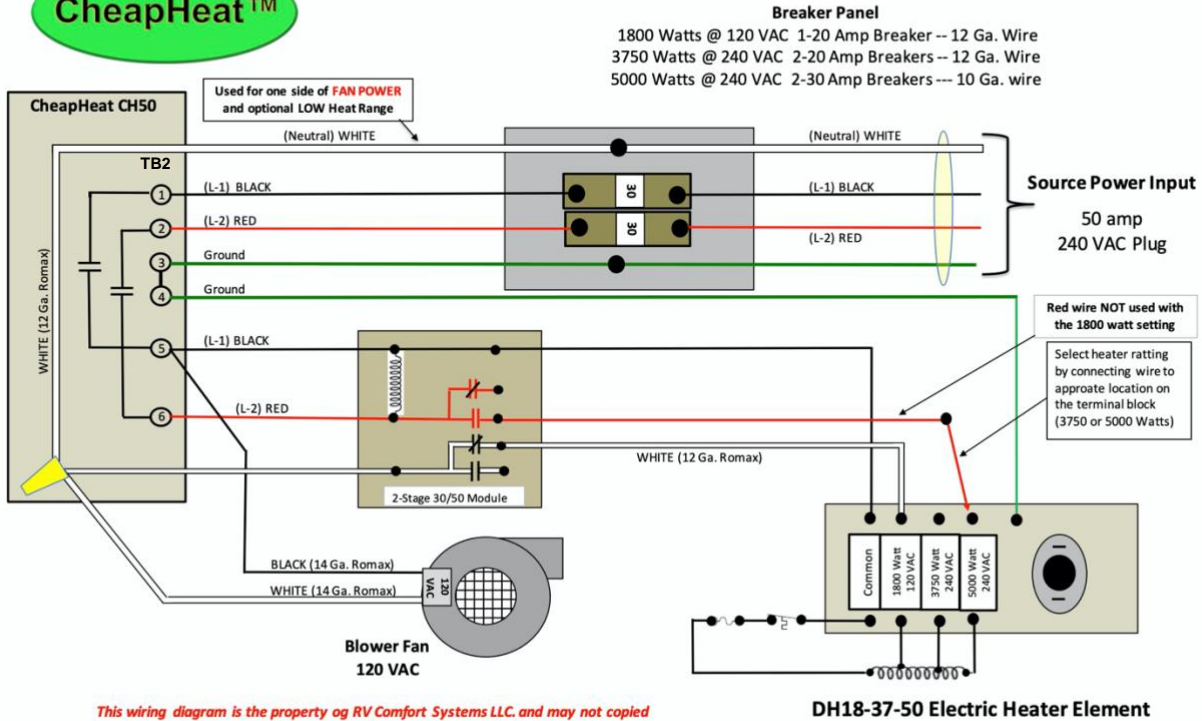 CheapHeat™
Breaker Panel
1800 Watts @ 120 VAC 1-20 Amp Breaker -- 12 Ga. Wire
3750 Watts @ 240 VAC 2-20 Amp Breakers -- 12 Ga. Wire
5000 Watts @ 240 VAC 2-30 Amp Breakers --- 10 Ga. wire
CheapHeat CH50
Used for one side of FAN POWER
and optional LOW Heat Range
(Neutral) WHITE
(Neutral) WHITE
TB2
1
(L-1) BLACK
30
(L-1) BLACK
2
(L-2) RED
30
(L-2) RED
Source Power Input
50 amp
240 VAC Plug
3
Ground
4
Ground
WHITE (12 Ga. Romax)
5
(L-1) BLACK
6
(L-2) RED
Red wire NOT used with
the 1800 watt setting
Select heater ratting
by connecting wire to
approate location on
the terminal block
(3750 or 5000 Watts)
WHITE (12 Ga. Romax)
2-Stage 30/50 Module
BLACK (14 Ga. Romax)
WHITE (14 Ga. Romax)
120
VAC
Blower Fan
120 VAC
Common
1800 Watt
120 VAC
3750 Watt
240 VAC
5000 Watt
240 VAC
This wiring diagram is the property og RV Comfort Systems LLC. and may not copied
DH18-37-50 Electric Heater Element